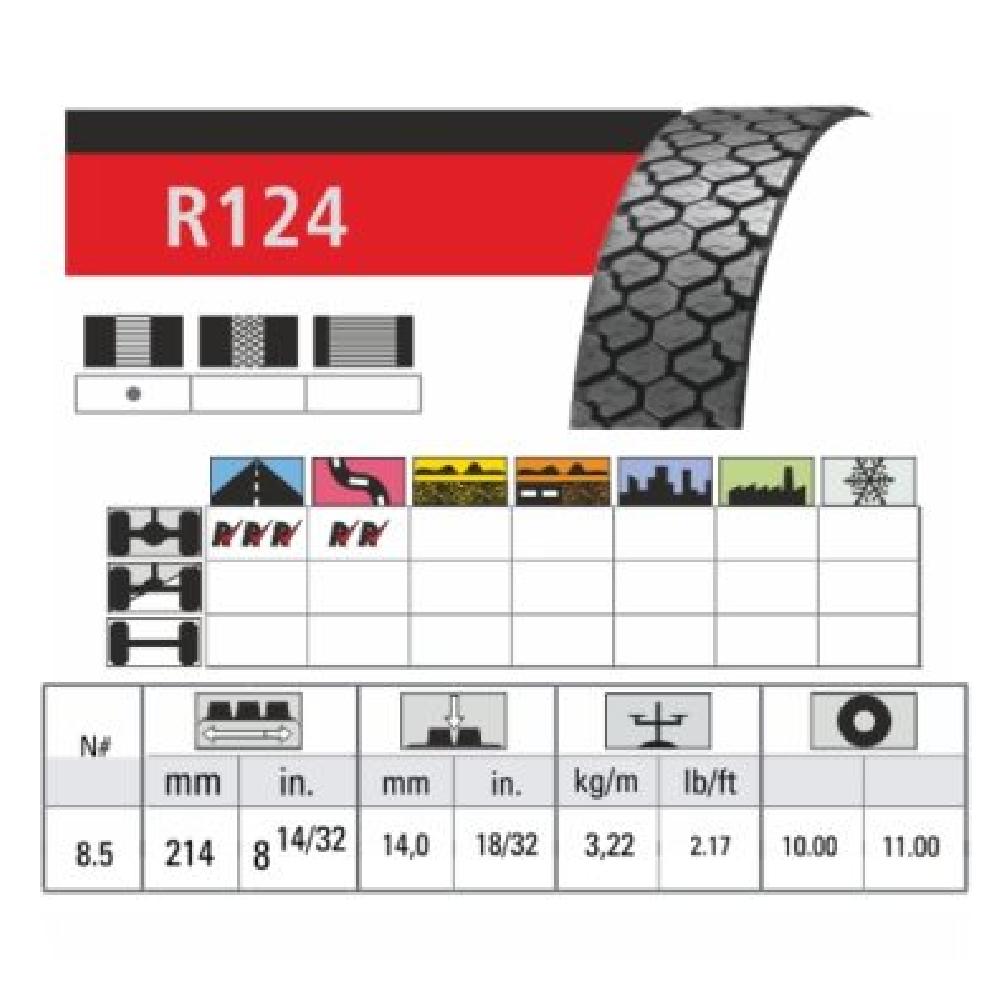 R124
N#
mm in. mm in. kg/m lb/ft
8.5 214 8 14/32 14,0 18/32 3,22 2.17 10.00 11.00